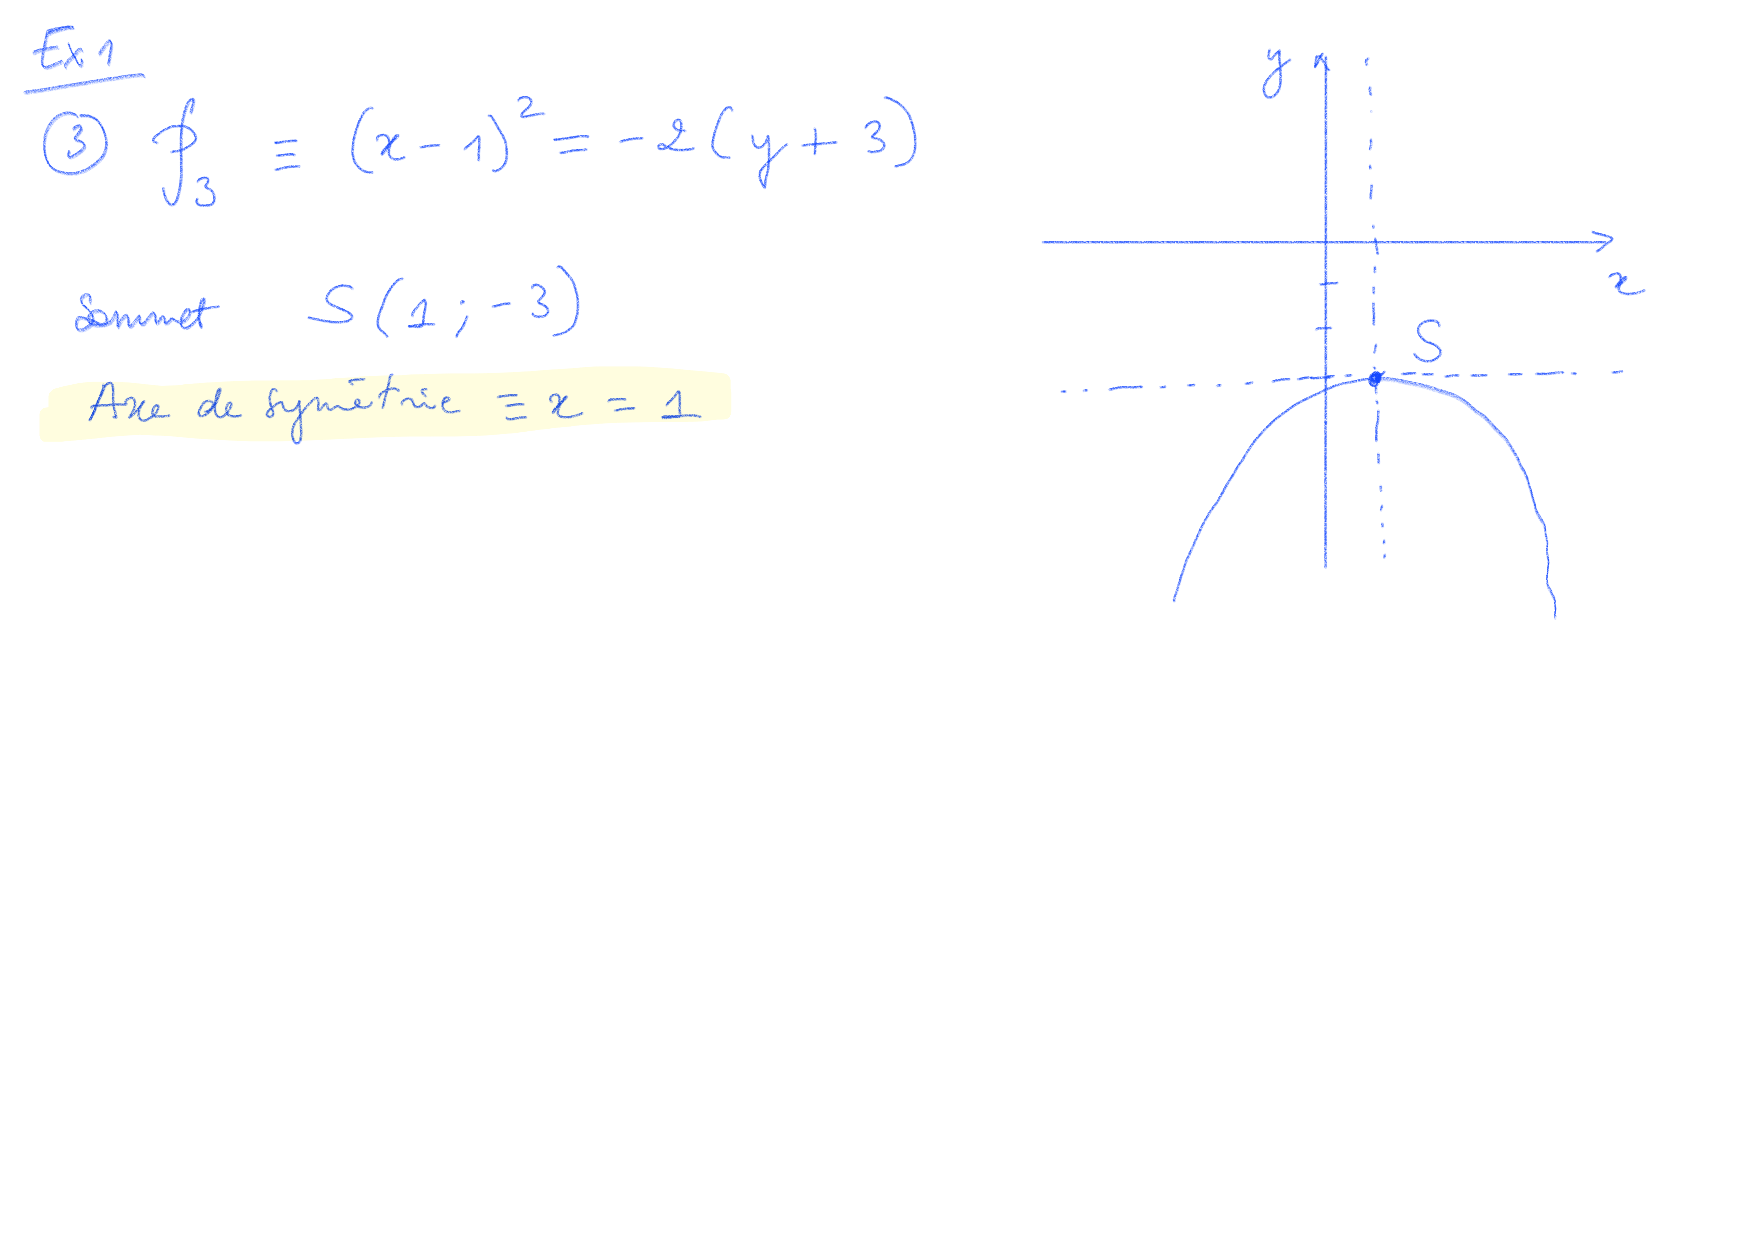 Ex 1
③ P₃ ≡ (x - 1)² = -2(y + 3)
Sommet S(1 ; -3)
Axe de symétrie ≡ x = 1
y
x
S